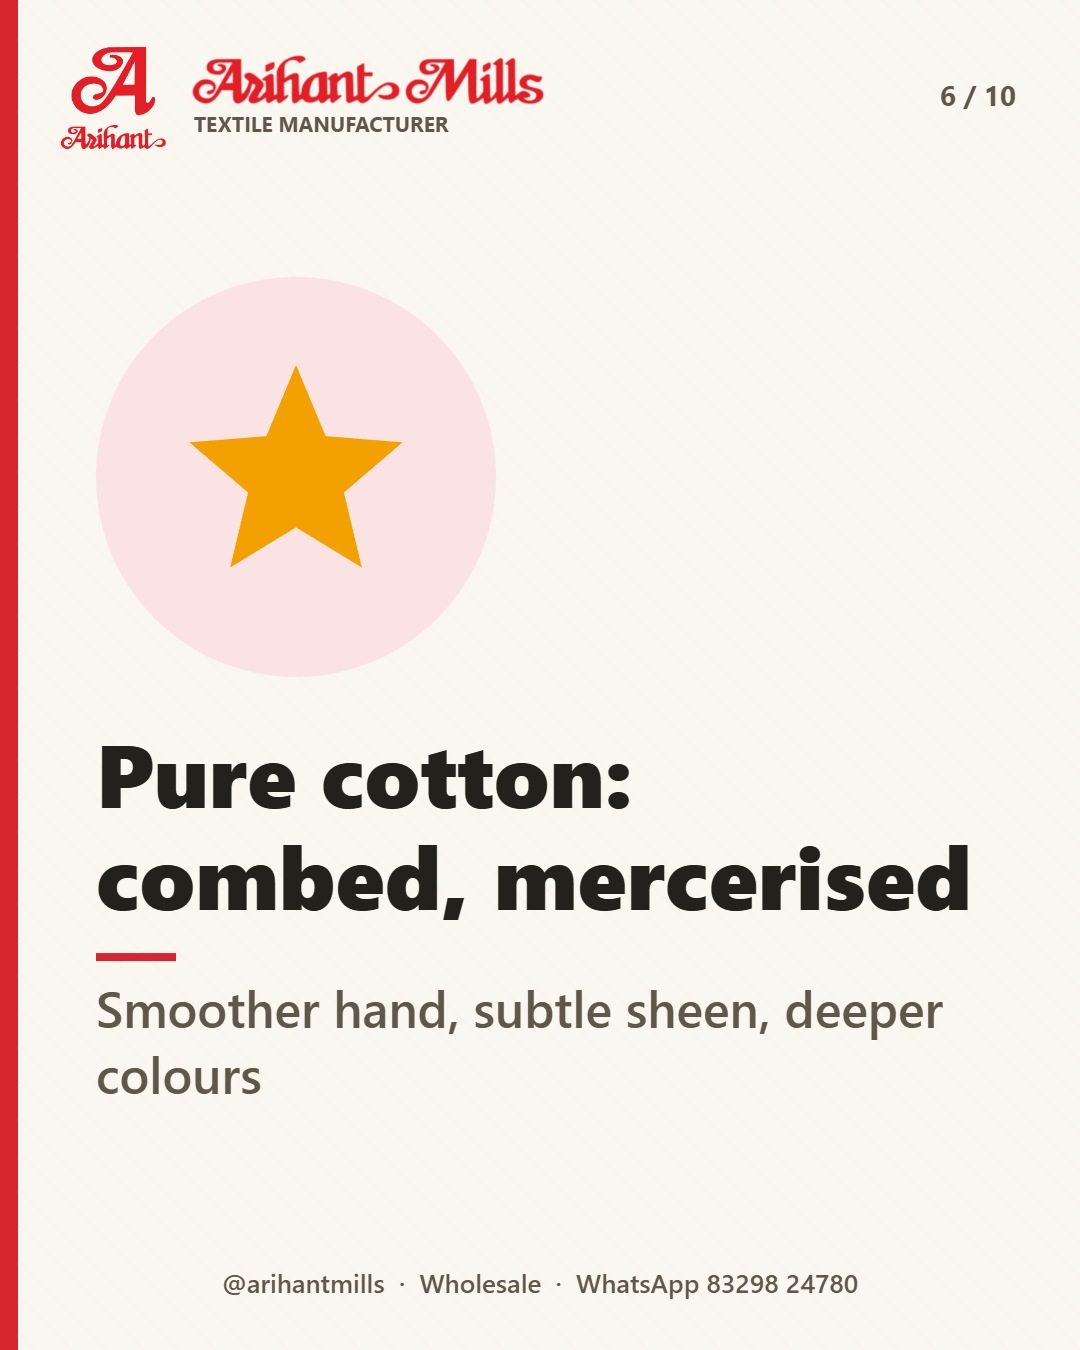 A
Arihant
Arihant Mills
TEXTILE MANUFACTURER
6 / 10
Pure cotton:
combed, mercerised
Smoother hand, subtle sheen, deeper
colours
@arihantmills · Wholesale · WhatsApp 83298 24780